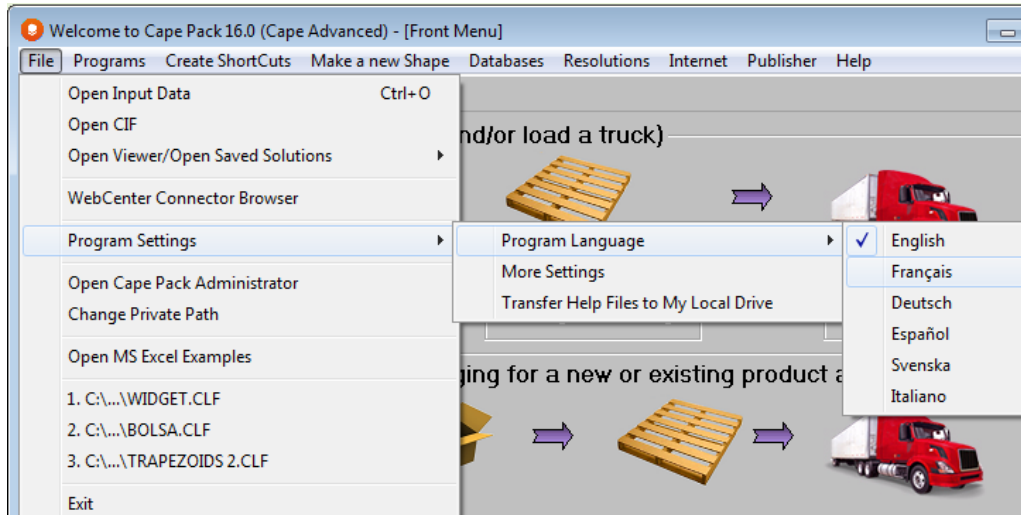 Welcome to Cape Pack 16.0 (Cape Advanced) - [Front Menu]
File Programs Create ShortCuts Make a new Shape Databases Resolutions Internet Publisher Help
Open Input Data Ctrl+O
Open CIF
nd/or load a truck)
Open Viewer/Open Saved Solutions
WebCenter Connector Browser
Program Settings Program Language English
More Settings Français
Open Cape Pack Administrator
Transfer Help Files to My Local Drive Deutsch
Change Private Path
Español
Open MS Excel Examples
Svenska
ging for a new or existing product a
Italiano
1. C:\...\WIDGET.CLF
2. C:\...\BOLSA.CLF
3. C:\...\TRAPEZOIDS 2.CLF
Exit